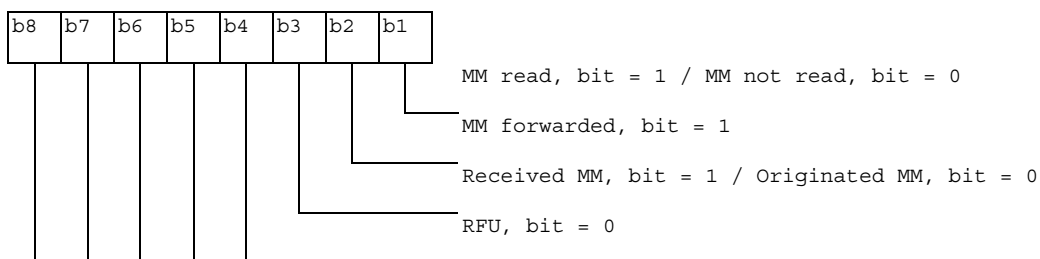 b8 b7 b6 b5 b4 b3 b2 b1
MM read, bit = 1 / MM not read, bit = 0
MM forwarded, bit = 1
Received MM, bit = 1 / Originated MM, bit = 0
RFU, bit = 0